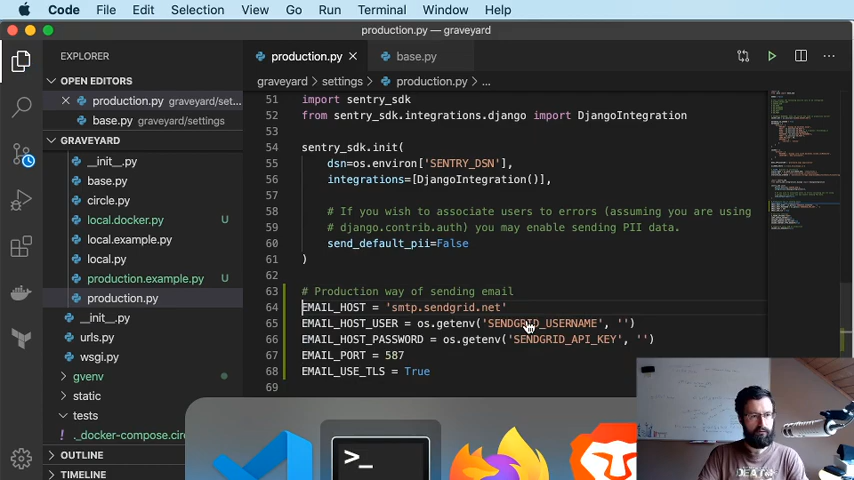 Code File Edit Selection View Go Run Terminal Window Help
production.py — graveyard
EXPLORER
OPEN EDITORS
production.py graveyard/set...
base.py graveyard/settings
GRAVEYARD
__init__.py
base.py
circle.py
local.docker.py U
local.example.py
local.py
production.example.py U
production.py
__init__.py
urls.py
wsgi.py
gvenv
static
tests
._docker-compose.circ
OUTLINE
TIMELINE
production.py base.py
graveyard > settings > production.py > ...
51 import sentry_sdk
52 from sentry_sdk.integrations.django import DjangoIntegration
53
54 sentry_sdk.init(
55 dsn=os.environ['SENTRY_DSN'],
56 integrations=[DjangoIntegration()],
57
58 # If you wish to associate users to errors (assuming you are using
59 # django.contrib.auth) you may enable sending PII data.
60 send_default_pii=False
61 )
62
63 # Production way of sending email
64 EMAIL_HOST = 'smtp.sendgrid.net'
65 EMAIL_HOST_USER = os.getenv('SENDGRID_USERNAME', '')
66 EMAIL_HOST_PASSWORD = os.getenv('SENDGRID_API_KEY', '')
67 EMAIL_PORT = 587
68 EMAIL_USE_TLS = True
69
>_